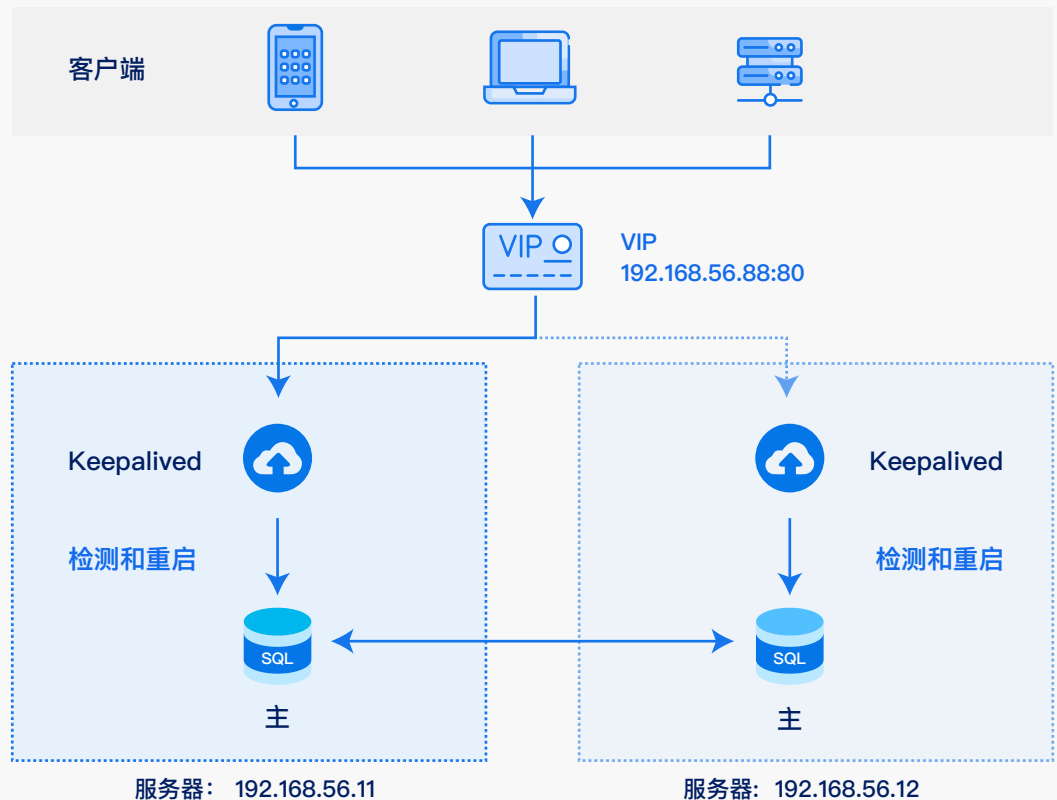 客户端
VIP
VIP
192.168.56.88:80
Keepalived
Keepalived
检测和重启
检测和重启
SQL
SQL
主
主
服务器： 192.168.56.11
服务器: 192.168.56.12